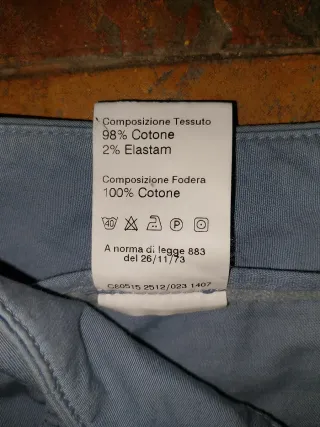 Composizione Tessuto
98% Cotone
2% Elastam
Composizione Fodera
100% Cotone
40 P
A norma di legge 883
del 26/11/73
C60515 2512/023 1407